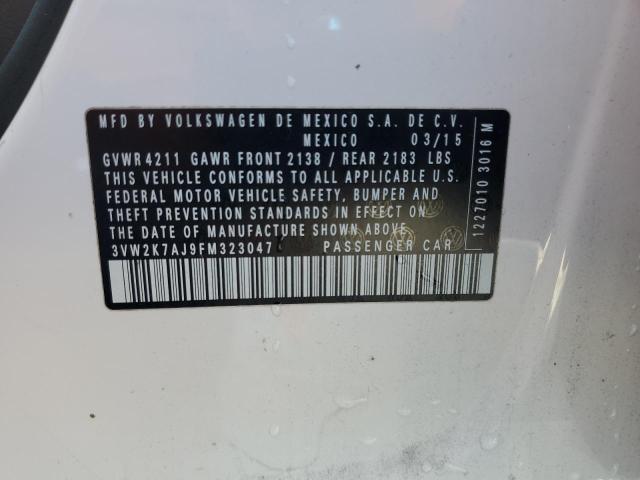 MFD BY VOLKSWAGEN DE MEXICO S.A. DE C.V.
MEXICO 03/15
GVWR 4211 GAWR FRONT 2138 / REAR 2183 LBS
THIS VEHICLE CONFORMS TO ALL APPLICABLE U.S.
FEDERAL MOTOR VEHICLE SAFETY, BUMPER AND
THEFT PREVENTION STANDARDS IN EFFECT ON
THE DATE OF MANUFACTURE SHOWN ABOVE
3VW2K7AJ9FM323047 PASSENGER CAR
1227010 3016 M